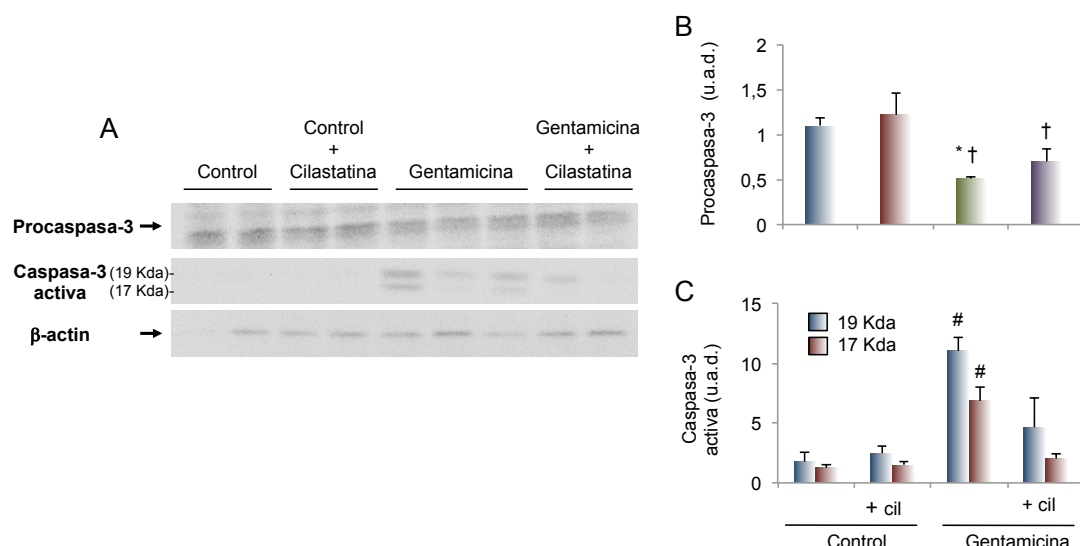 A
Control
+
Cilastatina
Gentamicina
+
Cilastatina
Control
Gentamicina
Procaspasa-3
Caspasa-3 (19 Kda)-
activa (17 Kda)-
β-actin
B
Procaspasa-3 (u.a.d.)
2
1,5
1
0,5
0
* †
†
C
Caspasa-3
activa (u.a.d.)
15
10
5
0
19 Kda
17 Kda
#
#
+ cil
+ cil
Control
Gentamicina